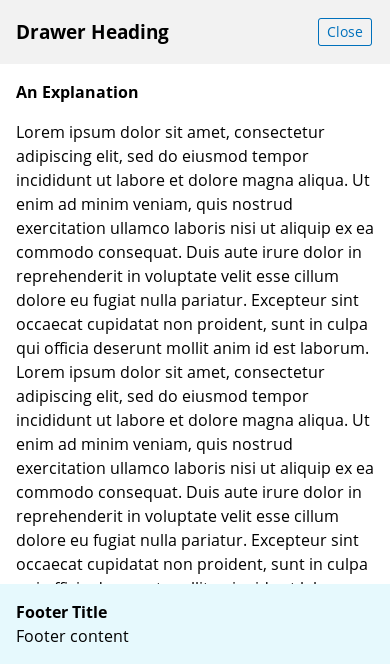 Drawer Heading
Close
An Explanation
Lorem ipsum dolor sit amet, consectetur
adipiscing elit, sed do eiusmod tempor
incididunt ut labore et dolore magna aliqua. Ut
enim ad minim veniam, quis nostrud
exercitation ullamco laboris nisi ut aliquip ex ea
commodo consequat. Duis aute irure dolor in
reprehenderit in voluptate velit esse cillum
dolore eu fugiat nulla pariatur. Excepteur sint
occaecat cupidatat non proident, sunt in culpa
qui officia deserunt mollit anim id est laborum.
Lorem ipsum dolor sit amet, consectetur
adipiscing elit, sed do eiusmod tempor
incididunt ut labore et dolore magna aliqua. Ut
enim ad minim veniam, quis nostrud
exercitation ullamco laboris nisi ut aliquip ex ea
commodo consequat. Duis aute irure dolor in
reprehenderit in voluptate velit esse cillum
dolore eu fugiat nulla pariatur. Excepteur sint
occaecat cupidatat non proident, sunt in culpa
Footer Title
Footer content